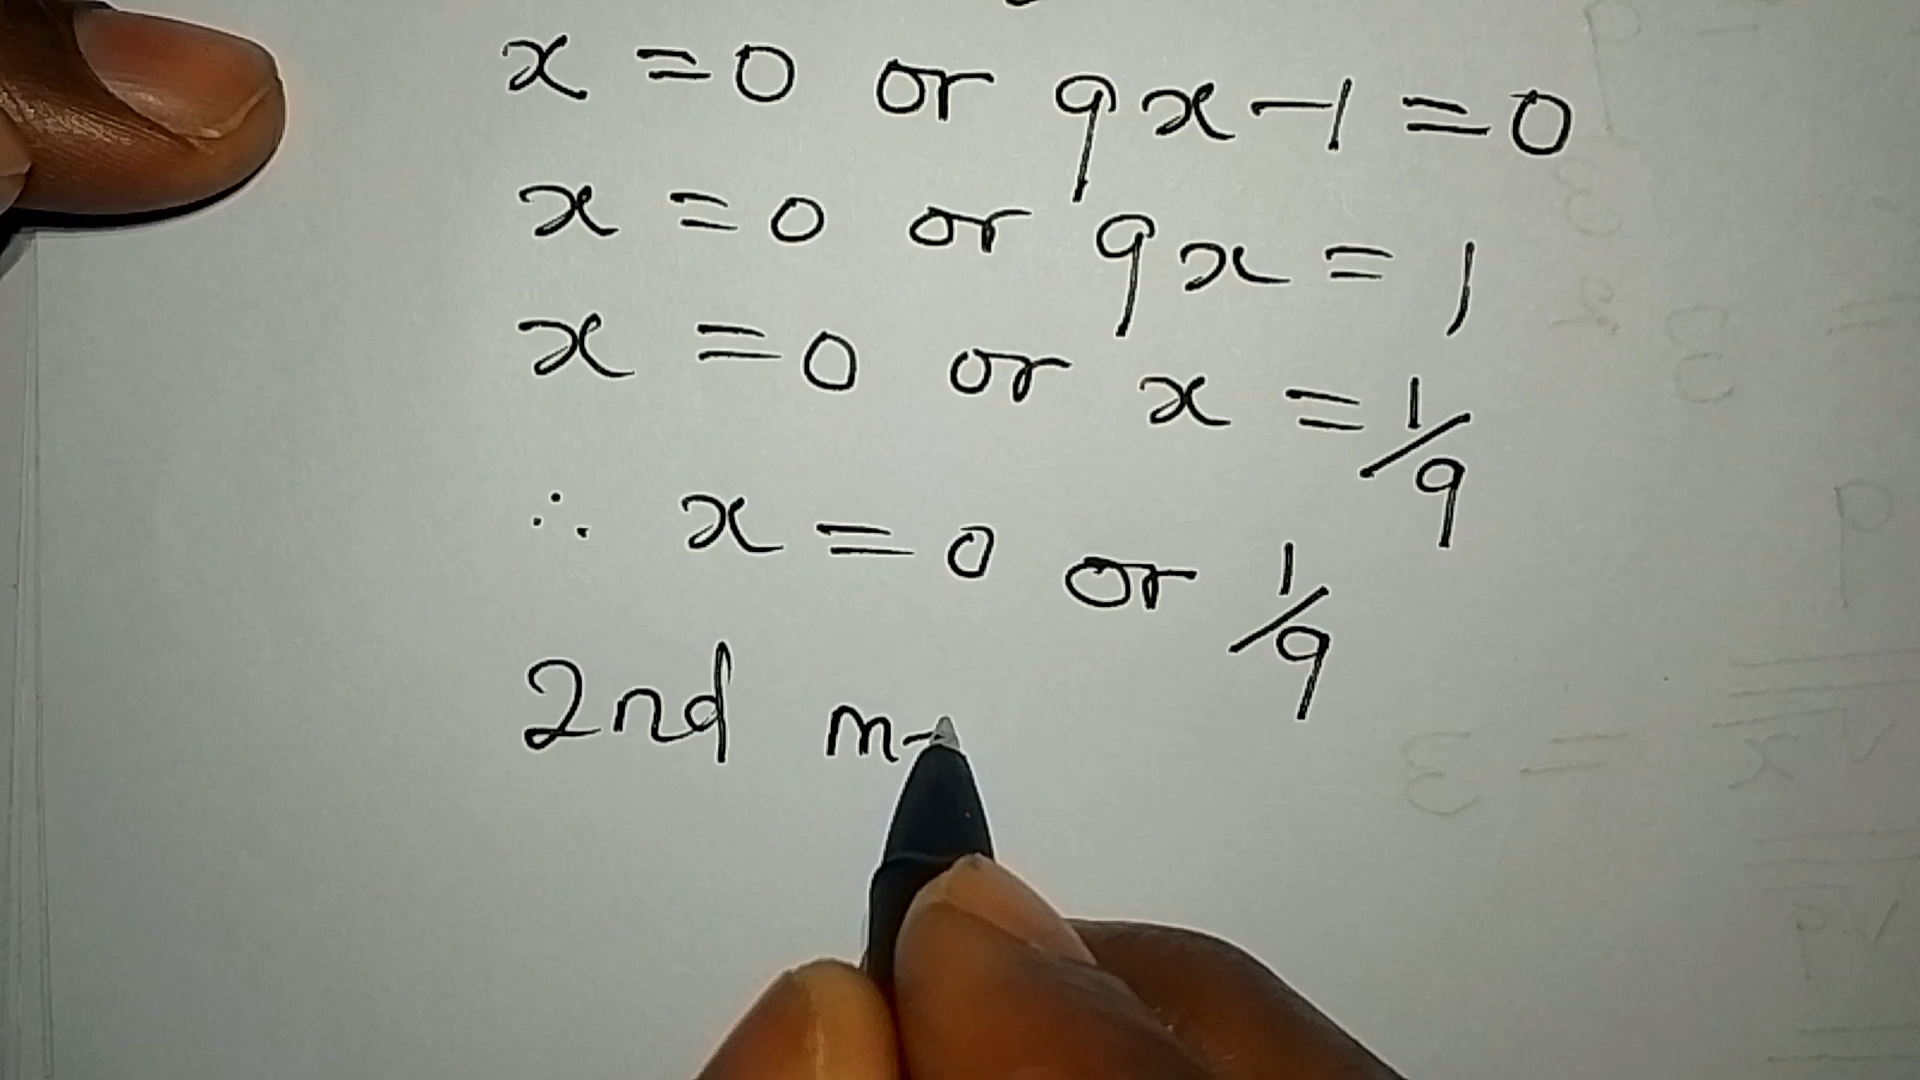 x = 0 or 9x - 1 = 0
x = 0 or 9x = 1
x = 0 or x = 1/9
∴ x = 0 or 1/9
2nd m